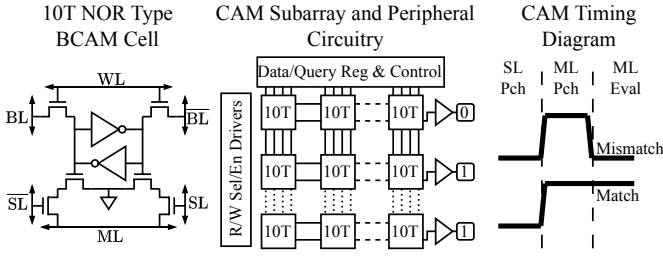 10T NOR Type
BCAM Cell
WL
BL
BL
SL
SL
ML
CAM Subarray and Peripheral
Circuitry
Data/Query Reg & Control
R/W Sel/En Drivers
10T 10T 10T 0
10T 10T 10T 1
10T 10T 10T 1
CAM Timing
Diagram
SL ML ML
Pch Pch Eval
Mismatch
Match